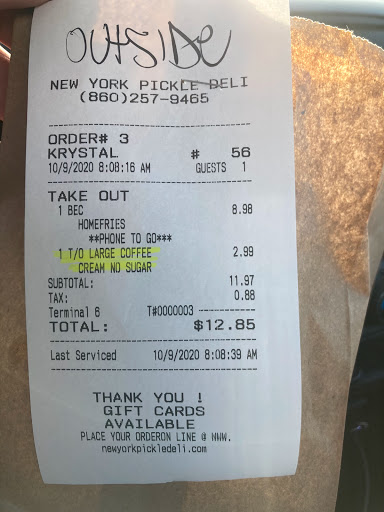 OUTSIDE
NEW YORK PICKLE DELI
(860)257-9465
ORDER# 3
KRYSTAL # 56
10/9/2020 8:08:16 AM GUESTS 1
TAKE OUT
1 BEC 8.98
HOMEFRIES
**PHONE TO GO***
1 T/O LARGE COFFEE 2.99
CREAM NO SUGAR
SUBTOTAL: 11.97
TAX: 0.88
Terminal 6 T#0000003 ------------
TOTAL: $12.85
Last Serviced 10/9/2020 8:08:39 AM
THANK YOU !
GIFT CARDS
AVAILABLE
PLACE YOUR ORDERON LINE @ WWW.
newyorkpickledeli.com